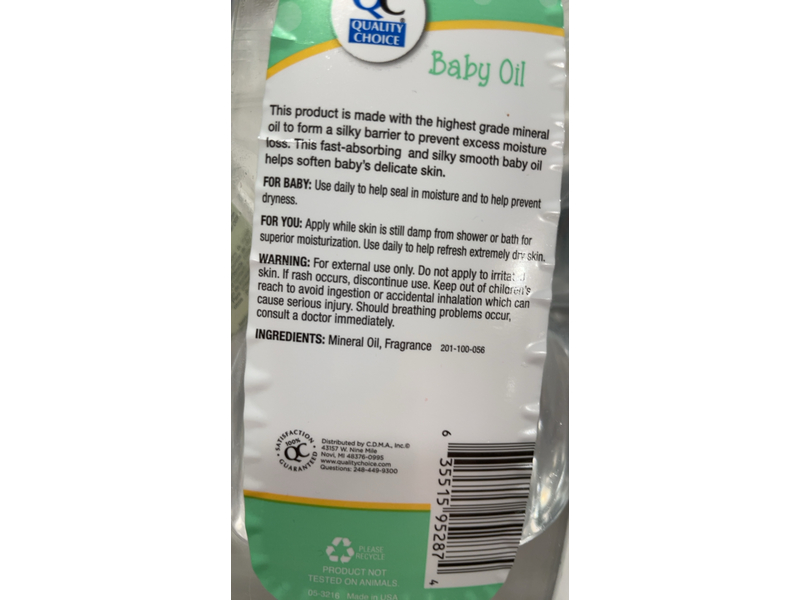 QC
QUALITY
CHOICE
®
Baby Oil
This product is made with the highest grade mineral
oil to form a silky barrier to prevent excess moisture
loss. This fast-absorbing and silky smooth baby oil
helps soften baby's delicate skin.
FOR BABY: Use daily to help seal in moisture and to help prevent
dryness.
FOR YOU: Apply while skin is still damp from shower or bath for
superior moisturization. Use daily to help refresh extremely dry skin.
WARNING: For external use only. Do not apply to irritated
skin. If rash occurs, discontinue use. Keep out of children's
reach to avoid ingestion or accidental inhalation which can
cause serious injury. Should breathing problems occur,
consult a doctor immediately.
INGREDIENTS: Mineral Oil, Fragrance 201-100-056
SATISFACTION
100%
QC
GUARANTEED
Distributed by C.D.M.A., Inc.®
43157 W. Nine Mile
Novi, MI 48376-0995
www.qualitychoice.com
Questions: 248-449-9300
6 35515 95287 4
PLEASE
RECYCLE
PRODUCT NOT
TESTED ON ANIMALS
05-3218 Made in USA